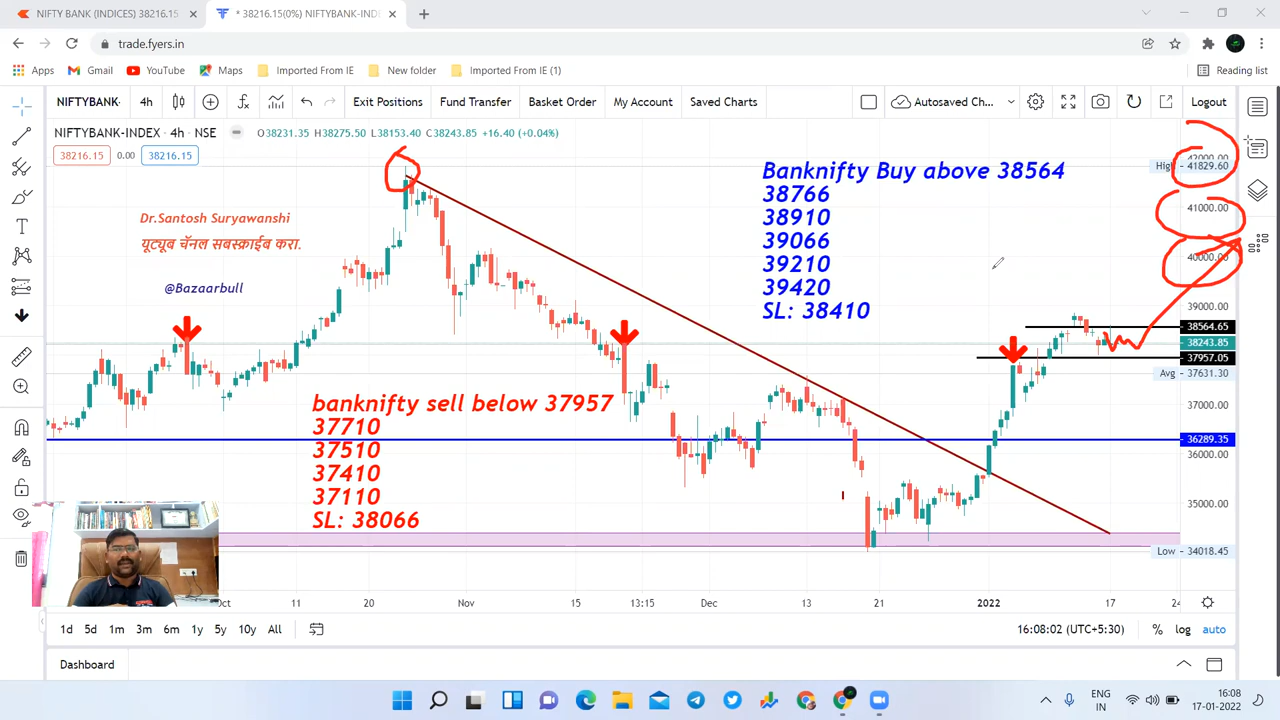 NIFTY BANK (INDICES) 38216.15 (
* 38216.15(0%) NIFTYBANK-INDE
trade.fyers.in
Apps Gmail YouTube Maps Imported From IE New folder Imported From IE (1) Reading list
NIFTYBANK- 4h Exit Positions Fund Transfer Basket Order My Account Saved Charts Autosaved Ch... Logout
NIFTYBANK-INDEX 4h NSE O38231.35 H38275.50 L38153.40 C38243.85 +16.40 (+0.04%)
38216.15 0.00 38216.15
Dr.Santosh Suryawanshi
यूट्यूब चॅनल सबस्क्राईब करा.
@Bazaarbull
Banknifty Buy above 38564
38766
38910
39066
39210
39420
SL: 38410
banknifty sell below 37957
37710
37510
37410
37110
SL: 38066
42000.00
High 41829.60
41000.00
40000.00
39000.00
38564.65
38243.85
37957.05
Avg 37631.30
37000.00
36289.35
36000.00
35000.00
Low 34018.45
Oct 11 20 Nov 15 13:15 Dec 13 21 2022 17 24
1d 5d 1m 3m 6m 1y 5y 10y All 16:08:02 (UTC+5:30) % log auto
Dashboard
ENG
IN
16:08
17-01-2022